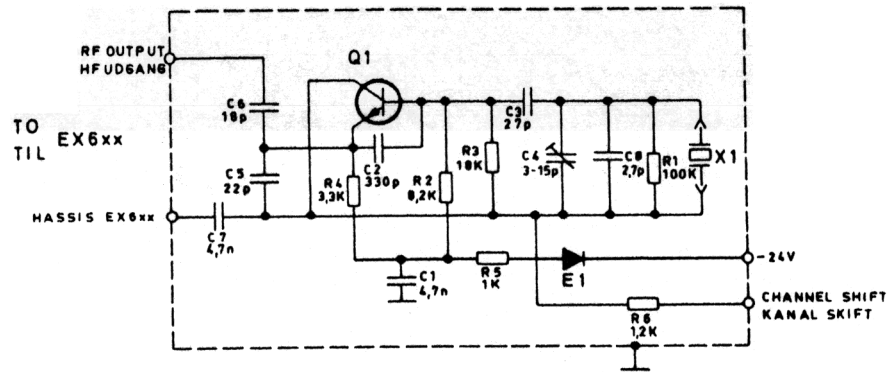 RF OUTPUT
HF UDGANG
Q1
C6
18p
TO
TIL
EX6xx
C5
22p
R4
3,3K
C2
330p
R2
8,2K
R3
18K
C3
27p
C4
3-15p
C8
2,7p
R1
100K
X1
HASSIS EX6xx
C7
4,7n
C1
4,7n
R5
1K
E1
-24V
R6
1,2K
CHANNEL SHIFT
KANAL SKIFT